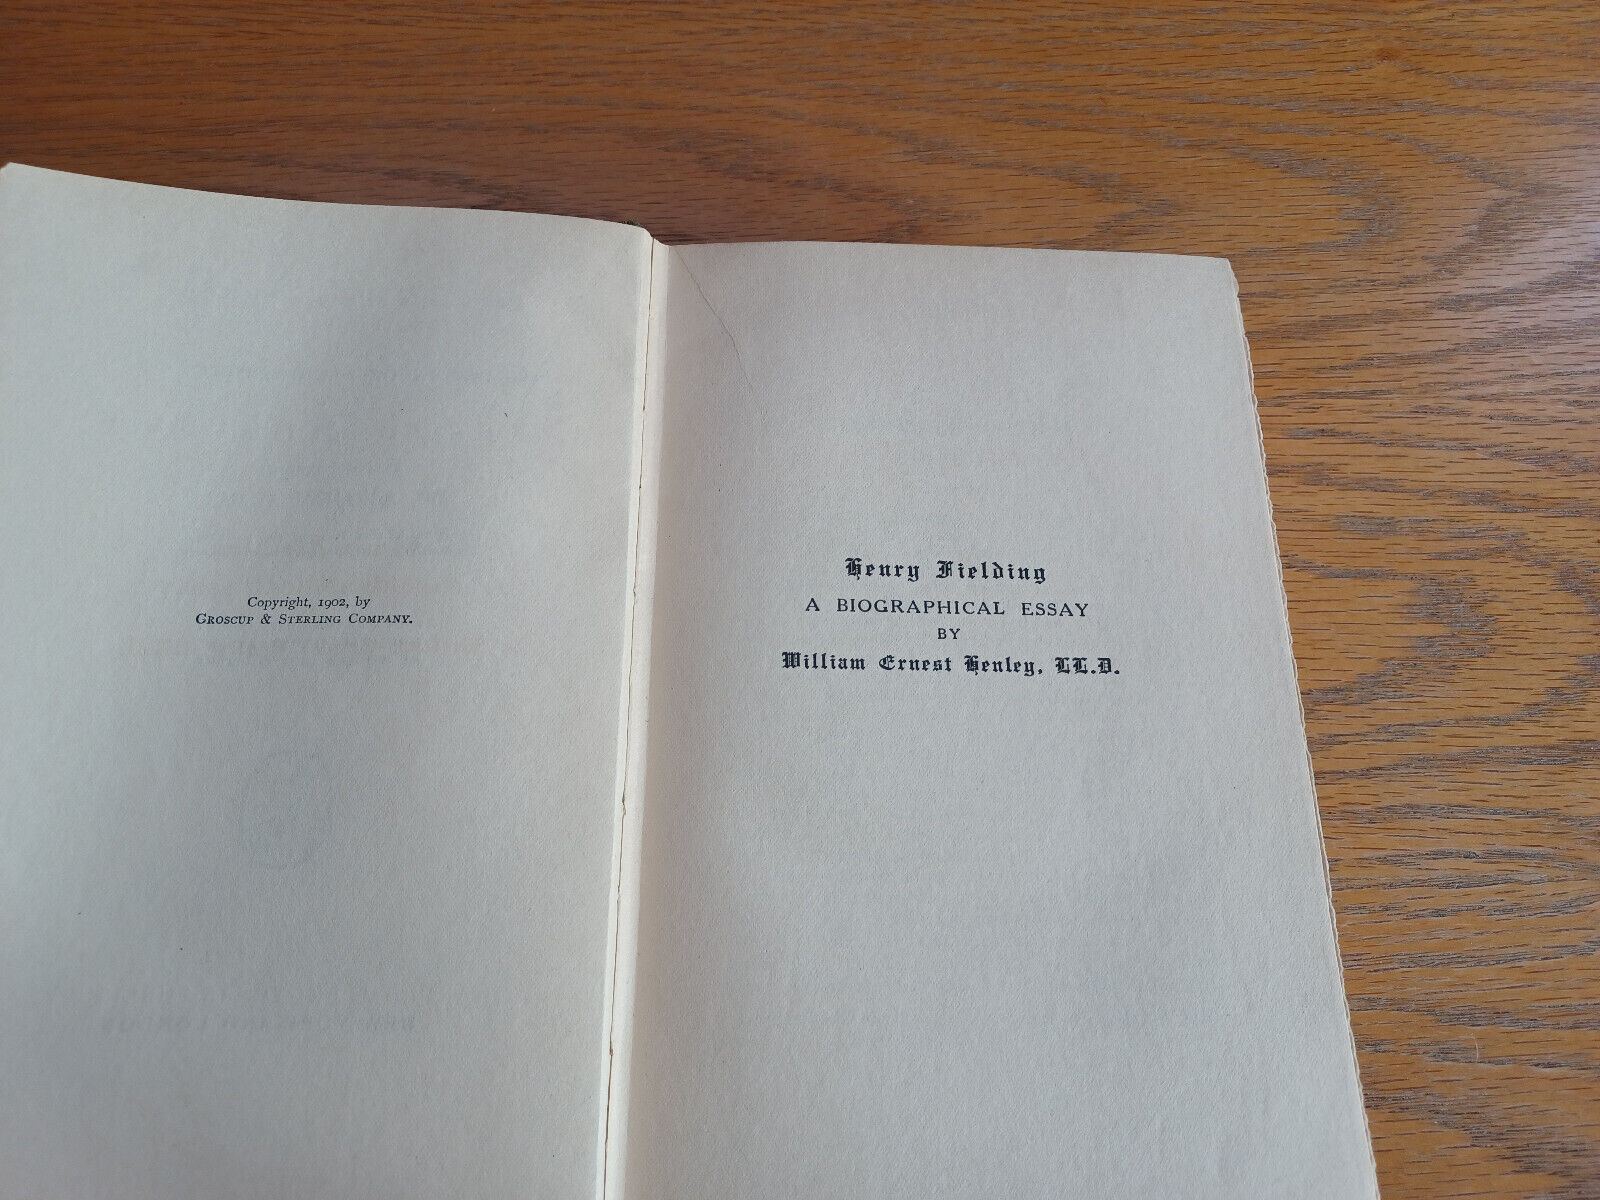 Copyright, 1902, by
Groscup & Sterling Company.
Henry Fielding
A BIOGRAPHICAL ESSAY
BY
William Ernest Henley, LL.D.